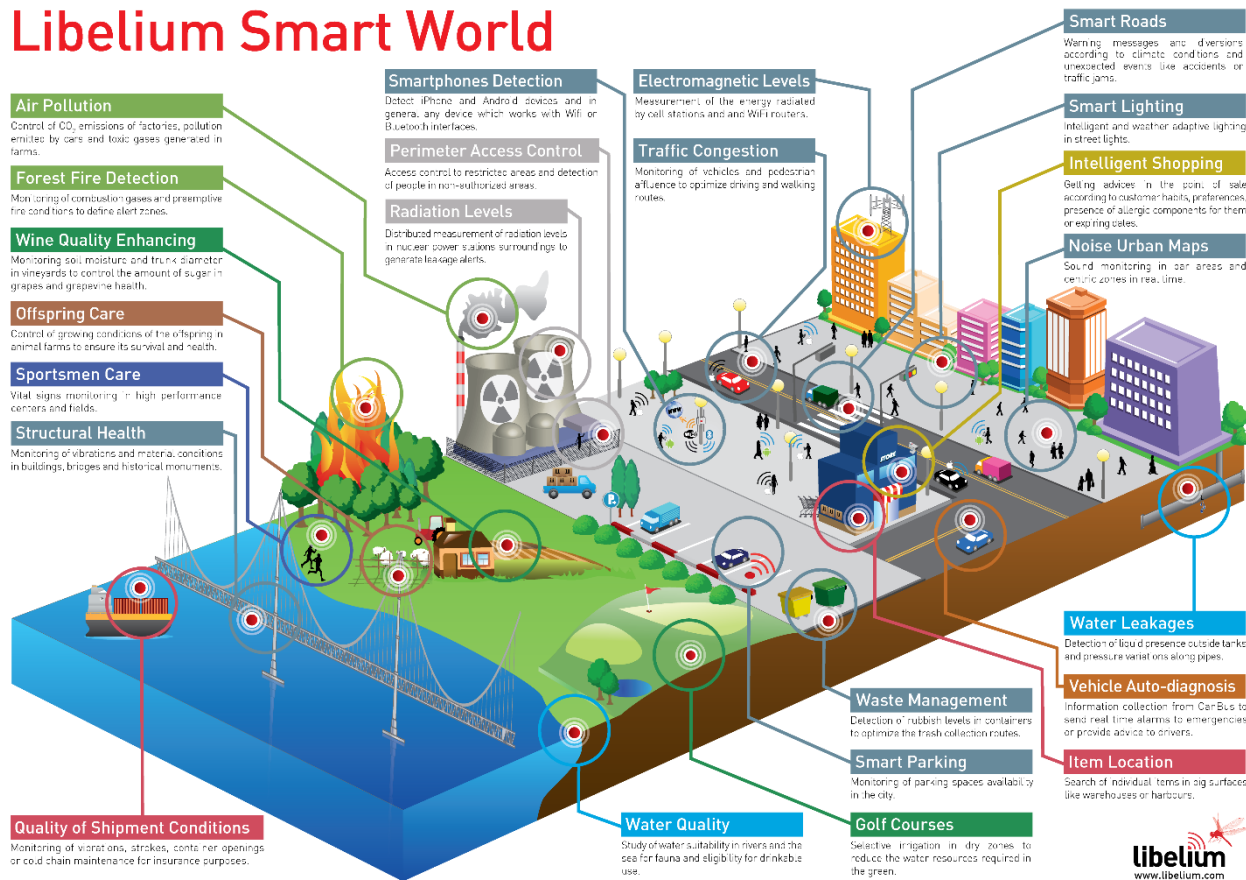 Libelium Smart World
Air Pollution
Control of CO₂ emissions of factories, pollution
emitted by cars and toxic gases generated in
farms.
Forest Fire Detection
Monitoring of combustion gases and preemptive
fire conditions to define alert zones.
Wine Quality Enhancing
Monitoring soil moisture and trunk diameter
in vineyards to control the amount of sugar in
grapes and grapevine health.
Offspring Care
Control of growing conditions of the offspring in
animal farms to ensure its survival and health.
Sportsmen Care
Vital signs monitoring in high performance
centers and fields.
Structural Health
Monitoring of vibrations and material conditions
in buildings, bridges and historical monuments.
Quality of Shipment Conditions
Monitoring of vibrations, strokes, container openings
or cold chain maintenance for insurance purposes.
Smartphones Detection
Detect iPhone and Android devices and in
general any device which works with Wifi or
Bluetooth interfaces.
Perimeter Access Control
Access control to restricted areas and detection
of people in non-authorized areas.
Radiation Levels
Distributed measurement of radiation levels
in nuclear power stations surroundings to
generate leakage alerts.
Electromagnetic Levels
Measurement of the energy radiated
by cell stations and and WiFi routers.
Traffic Congestion
Monitoring of vehicles and pedestrian
affluence to optimize driving and walking
routes.
Smart Roads
Warning messages and diversions
according to climate conditions and
unexpected events like accidents or
traffic jams.
Smart Lighting
Intelligent and weather adaptive lighting
in street lights.
Intelligent Shopping
Getting advices in the point of sale
according to customer habits, preferences,
presence of allergic components for them
or expiring dates.
Noise Urban Maps
Sound monitoring in bar areas and
centric zones in real time.
www
STORE
P
Water Leakages
Detection of liquid presence outside tanks
and pressure variations along pipes.
Vehicle Auto-diagnosis
Information collection from CanBus to
send real time alarms to emergencies
or provide advice to drivers.
Item Location
Search of individual items in big surfaces
like warehouses or harbours.
Waste Management
Detection of rubbish levels in containers
to optimize the trash collection routes.
Smart Parking
Monitoring of parking spaces availability
in the city.
Golf Courses
Selective irrigation in dry zones to
reduce the water resources required in
the green.
Water Quality
Study of water suitability in rivers and the
sea for fauna and eligibility for drinkable
use.
libelium
www.libelium.com